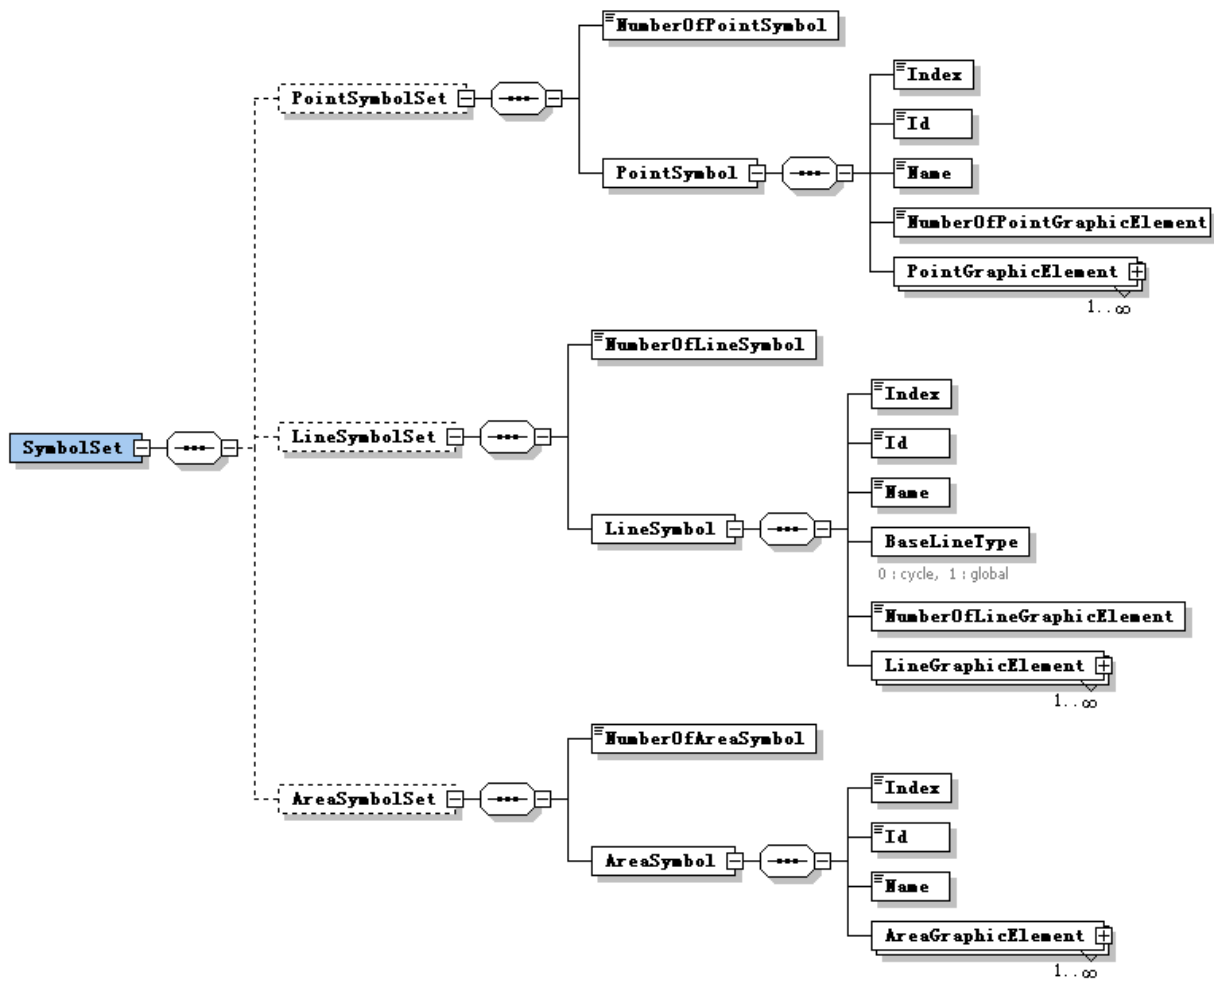 NumberOfPointSymbol
PointSymbolSet
Index
Id
PointSymbol
Name
NumberOfPointGraphicElement
PointGraphicElement
1..∞
NumberOfLineSymbol
Index
SymbolSet
LineSymbolSet
Id
Name
LineSymbol
BaseLineType
0 : cycle, 1 : global
NumberOfLineGraphicElement
LineGraphicElement
1..∞
NumberOfAreaSymbol
AreaSymbolSet
Index
Id
AreaSymbol
Name
AreaGraphicElement
1..∞